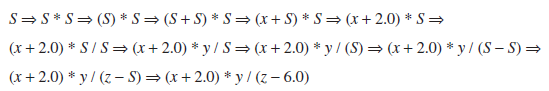 S ⇒ S * S ⇒ (S) * S ⇒ (S + S) * S ⇒ (x + S) * S ⇒ (x + 2.0) * S ⇒
(x + 2.0) * S / S ⇒ (x + 2.0) * y / S ⇒ (x + 2.0) * y / (S) ⇒ (x + 2.0) * y / (S – S) ⇒
(x + 2.0) * y / (z – S) ⇒ (x + 2.0) * y / (z – 6.0)